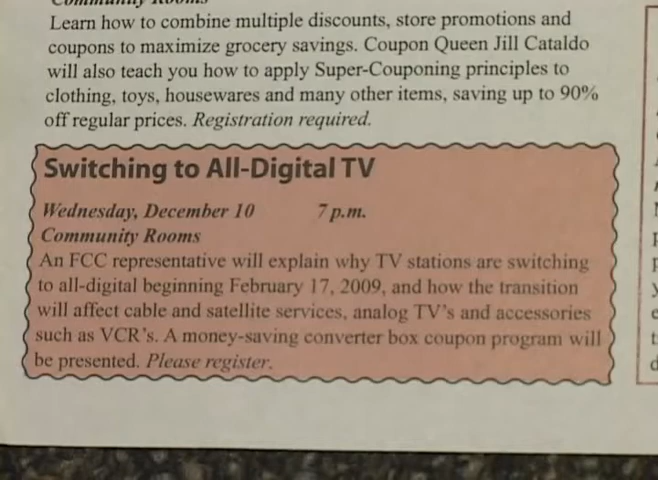 Community Rooms
Learn how to combine multiple discounts, store promotions and
coupons to maximize grocery savings. Coupon Queen Jill Cataldo
will also teach you how to apply Super-Couponing principles to
clothing, toys, housewares and many other items, saving up to 90%
off regular prices. Registration required.
Switching to All-Digital TV
Wednesday, December 10 7 p.m.
Community Rooms
An FCC representative will explain why TV stations are switching
to all-digital beginning February 17, 2009, and how the transition
will affect cable and satellite services, analog TV's and accessories
such as VCR's. A money-saving converter box coupon program will
be presented. Please register.